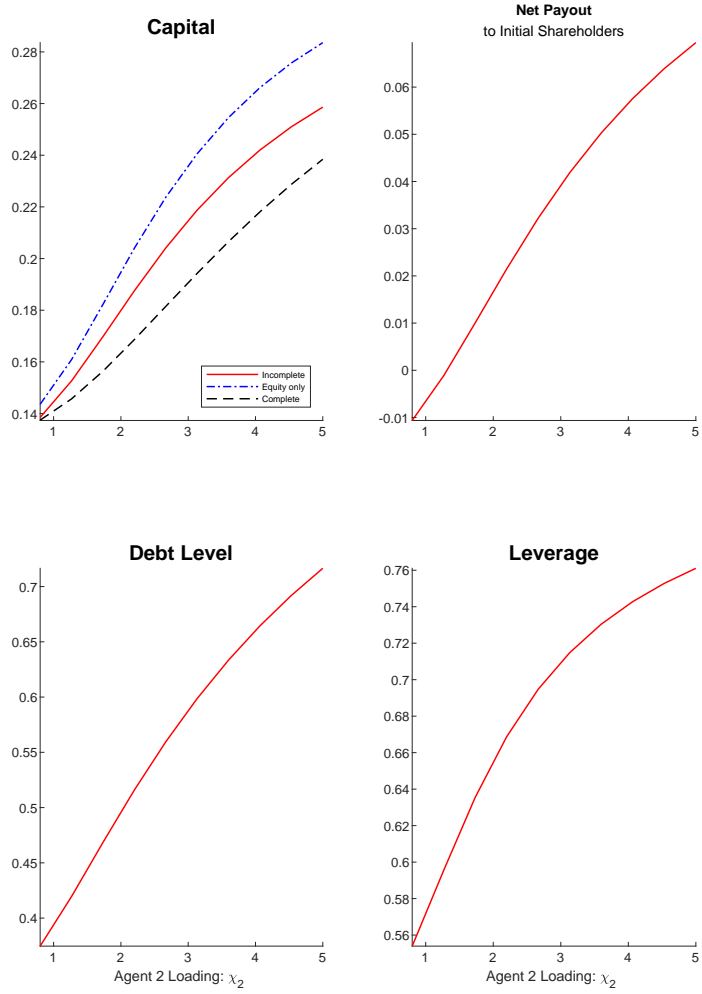 Capital
0.28
0.26
0.24
0.22
0.2
0.18
0.16
0.14
1 2 3 4 5
Incomplete
Equity only
Complete
Net Payout
to Initial Shareholders
0.06
0.05
0.04
0.03
0.02
0.01
0
-0.01
1 2 3 4 5
Debt Level
0.7
0.65
0.6
0.55
0.5
0.45
0.4
1 2 3 4 5
Agent 2 Loading: χ₂
Leverage
0.76
0.74
0.72
0.7
0.68
0.66
0.64
0.62
0.6
0.58
0.56
1 2 3 4 5
Agent 2 Loading: χ₂